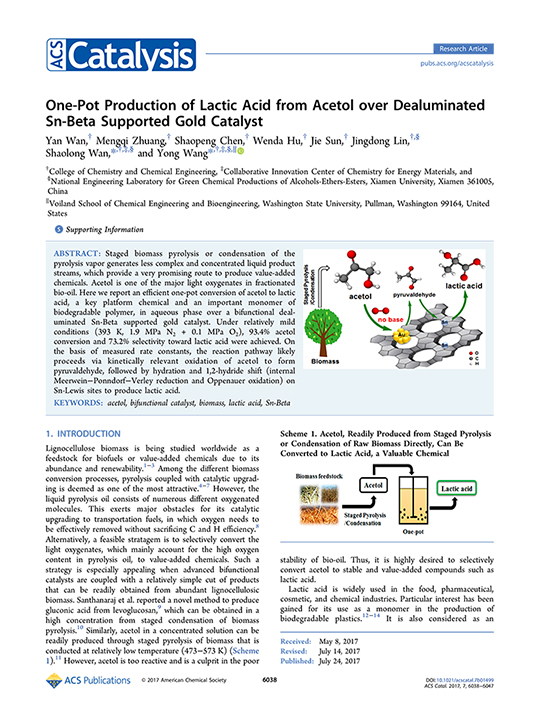 ACS Catalysis
Research Article
pubs.acs.org/acscatalysis
One-Pot Production of Lactic Acid from Acetol over Dealuminated
Sn-Beta Supported Gold Catalyst
Yan Wan,† Mengqi Zhuang,† Shaopeng Chen,† Wenda Hu,† Jie Sun,† Jingdong Lin,†,§
Shaolong Wan,*,†,‡,§ and Yong Wang*,†,‡,§,∥
†College of Chemistry and Chemical Engineering, ‡Collaborative Innovation Center of Chemistry for Energy Materials, and
§National Engineering Laboratory for Green Chemical Productions of Alcohols-Ethers-Esters, Xiamen University, Xiamen 361005,
China
∥Voiland School of Chemical Engineering and Bioengineering, Washington State University, Pullman, Washington 99164, United
States
S Supporting Information
ABSTRACT: Staged biomass pyrolysis or condensation of the
pyrolysis vapor generates less complex and concentrated liquid product
streams, which provide a very promising route to produce value-added
chemicals. Acetol is one of the major light oxygenates in fractionated
bio-oil. Here we report an efficient one-pot conversion of acetol to lactic
acid, a key platform chemical and an important monomer of
biodegradable polymer, in aqueous phase over a bifunctional deal-
uminated Sn-Beta supported gold catalyst. Under relatively mild
conditions (393 K, 1.9 MPa N2 + 0.1 MPa O2), 93.4% acetol
conversion and 73.2% selectivity toward lactic acid were achieved. On
the basis of measured rate constants, the reaction pathway likely
proceeds via kinetically relevant oxidation of acetol to form
pyruvaldehyde, followed by hydration and 1,2-hydride shift (internal
Meerwein−Ponndorf−Verley reduction and Oppenauer oxidation) on
Sn-Lewis sites to produce lactic acid.
KEYWORDS: acetol, bifunctional catalyst, biomass, lactic acid, Sn-Beta
Staged Pyrolysis
/Condensation
acetol
pyruvaldehyde
lactic acid
no base
Au
Sn
Biomass
O
C
H
1. INTRODUCTION
Lignocellulose biomass is being studied worldwide as a
feedstock for biofuels or value-added chemicals due to its
abundance and renewability.1−3 Among the different biomass
conversion processes, pyrolysis coupled with catalytic upgrad-
ing is deemed as one of the most attractive.4−7 However, the
liquid pyrolysis oil consists of numerous different oxygenated
molecules. This exerts major obstacles for its catalytic
upgrading to transportation fuels, in which oxygen needs to
be effectively removed without sacrificing C and H efficiency.8
Alternatively, a feasible stratagem is to selectively convert the
light oxygenates, which mainly account for the high oxygen
content in pyrolysis oil, to value-added chemicals. Such a
strategy is especially appealing when advanced bifunctional
catalysts are coupled with a relatively simple cut of products
that can be readily obtained from abundant lignocellulosic
biomass. Santhanaraj et al. reported a novel method to produce
gluconic acid from levoglucosan,9 which can be obtained in a
high concentration from staged condensation of biomass
pyrolysis.10 Similarly, acetol in a concentrated solution can be
readily produced through staged pyrolysis of biomass that is
conducted at relatively low temperature (473−573 K) (Scheme
1).11 However, acetol is too reactive and is a culprit in the poor
Scheme 1. Acetol, Readily Produced from Staged Pyrolysis
or Condensation of Raw Biomass Directly, Can Be
Converted to Lactic Acid, a Valuable Chemical
Biomass feedstock
Acetol
Lactic acid
Staged Pyrolysis
/Condensation
One-pot
stability of bio-oil. Thus, it is highly desired to selectively
convert acetol to stable and value-added compounds such as
lactic acid.
Lactic acid is widely used in the food, pharmaceutical,
cosmetic, and chemical industries. Particular interest has been
gained for its use as a monomer in the production of
biodegradable plastics.12−14 It is also considered as an
Received: May 8, 2017
Revised: July 14, 2017
Published: July 24, 2017
ACS Publications
© 2017 American Chemical Society
6038
DOI: 10.1021/acscatal.7b01499
ACS Catal. 2017, 7, 6038−6047